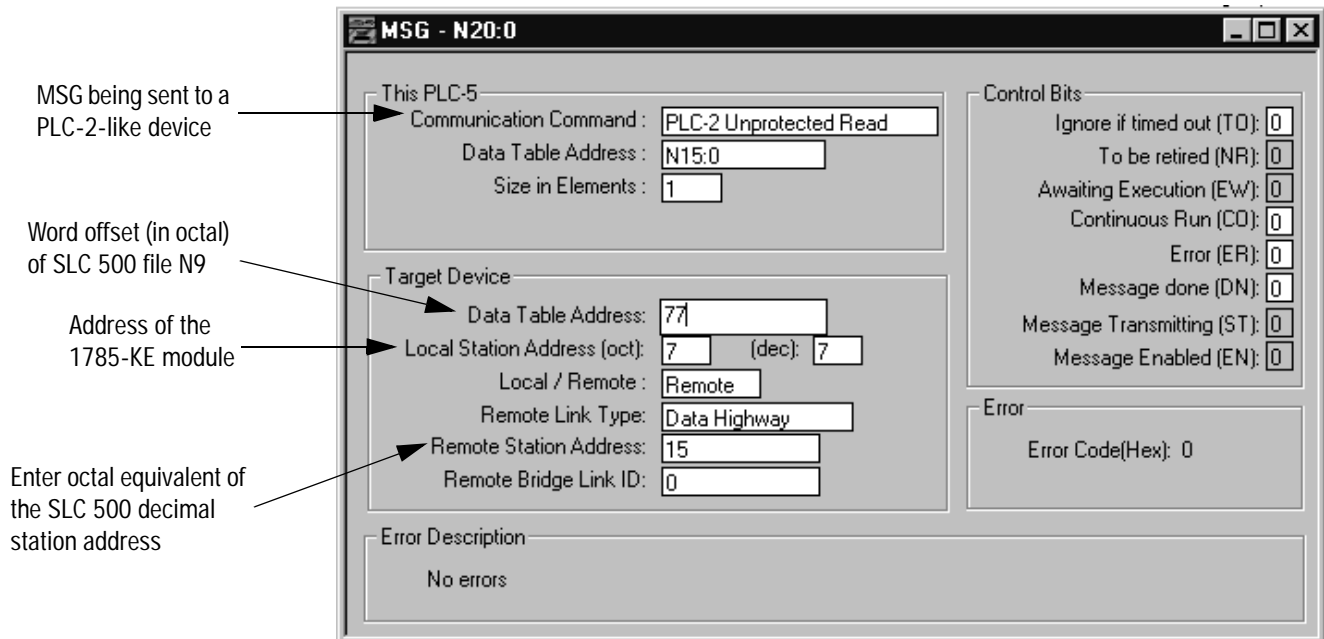 MSG - N20:0
MSG being sent to a
PLC-2-like device
Word offset (in octal)
of SLC 500 file N9
Address of the
1785-KE module
Enter octal equivalent of
the SLC 500 decimal
station address
This PLC-5
Communication Command : PLC-2 Unprotected Read
Data Table Address : N15:0
Size in Elements : 1
Target Device
Data Table Address: 77
Local Station Address (oct): 7 (dec): 7
Local / Remote : Remote
Remote Link Type: Data Highway
Remote Station Address: 15
Remote Bridge Link ID: 0
Control Bits
Ignore if timed out (TO): 0
To be retired (NR): 0
Awaiting Execution (EW): 0
Continuous Run (CO): 0
Error (ER): 0
Message done (DN): 0
Message Transmitting (ST): 0
Message Enabled (EN): 0
Error
Error Code(Hex): 0
Error Description
No errors